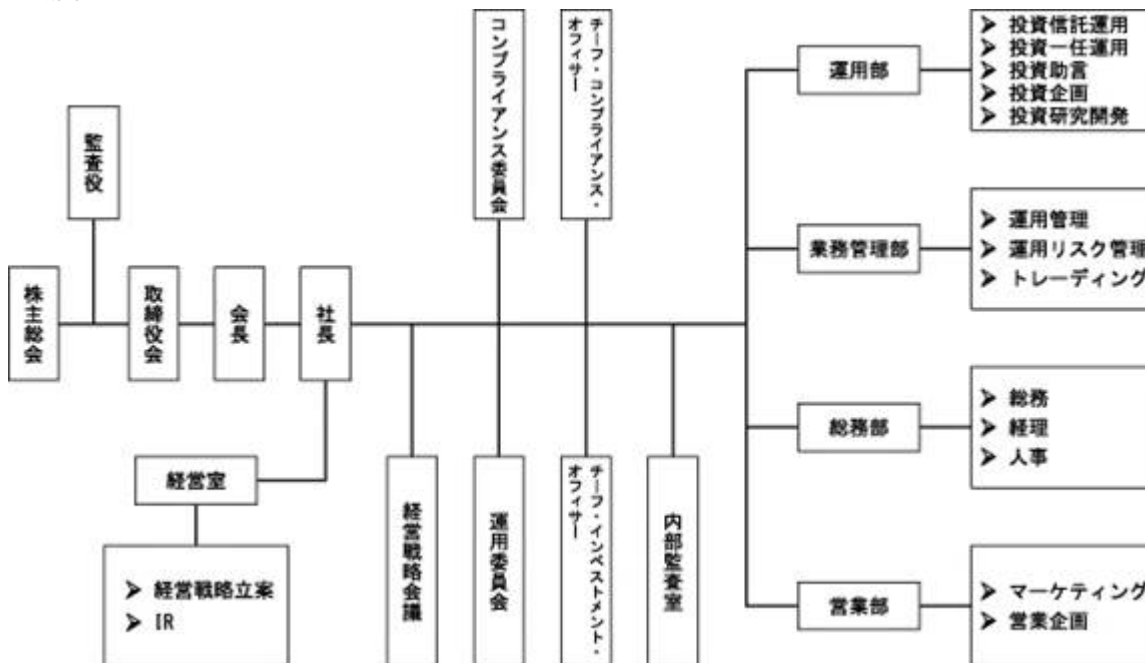 株主総会
監査役
取締役会
会長
社長
経営室
➤ 経営戦略立案
➤ IR
コンプライアンス委員会
チーフ・コンプライアンス・
オフィサー
経営戦略会議
運用委員会
チーフ・インベストメント・
オフィサー
内部監査室
運用部
➤ 投資信託運用
➤ 投資一任運用
➤ 投資助言
➤ 投資企画
➤ 投資研究開発
業務管理部
➤ 運用管理
➤ 運用リスク管理
➤ トレーディング
総務部
➤ 総務
➤ 経理
➤ 人事
営業部
➤ マーケティング
➤ 営業企画